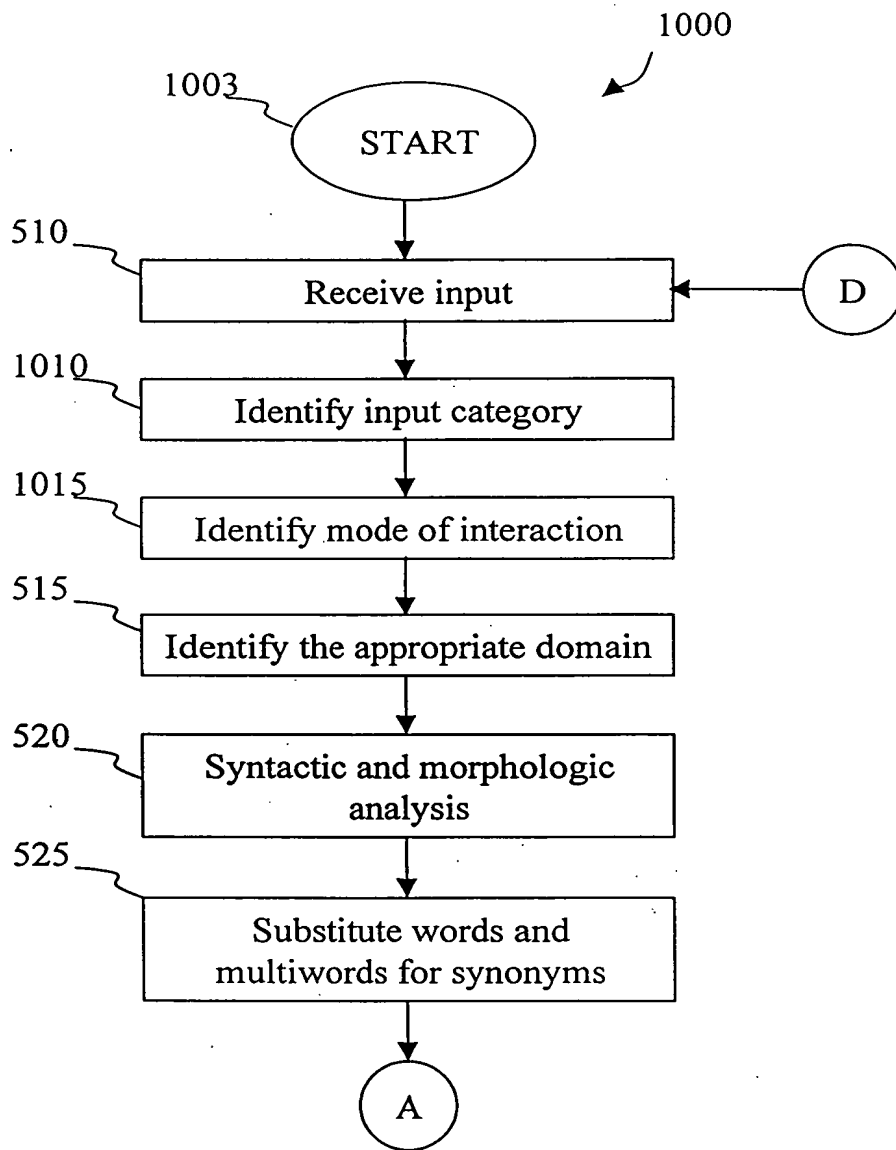 1000
1003
START
510
Receive input
D
1010
Identify input category
1015
Identify mode of interaction
515
Identify the appropriate domain
520
Syntactic and morphologic
analysis
525
Substitute words and
multiwords for synonyms
A